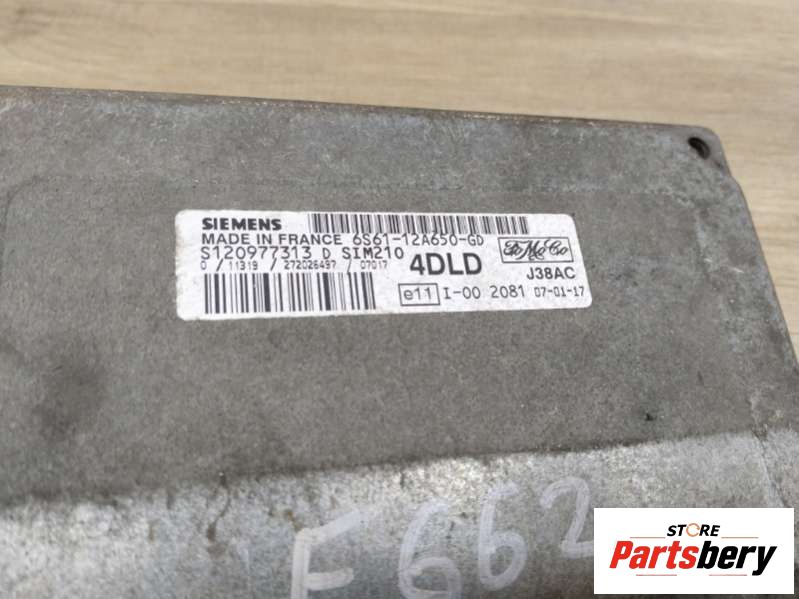 SIEMENS
MADE IN FRANCE 6S61-12A650-GD
S120977313 D SIM210
0 / 11319 / 272026497 / 07017
4DLD
FoMoCo
J38AC
e11 I-00 2081 07-01-17
F662
STORE
Partsbery